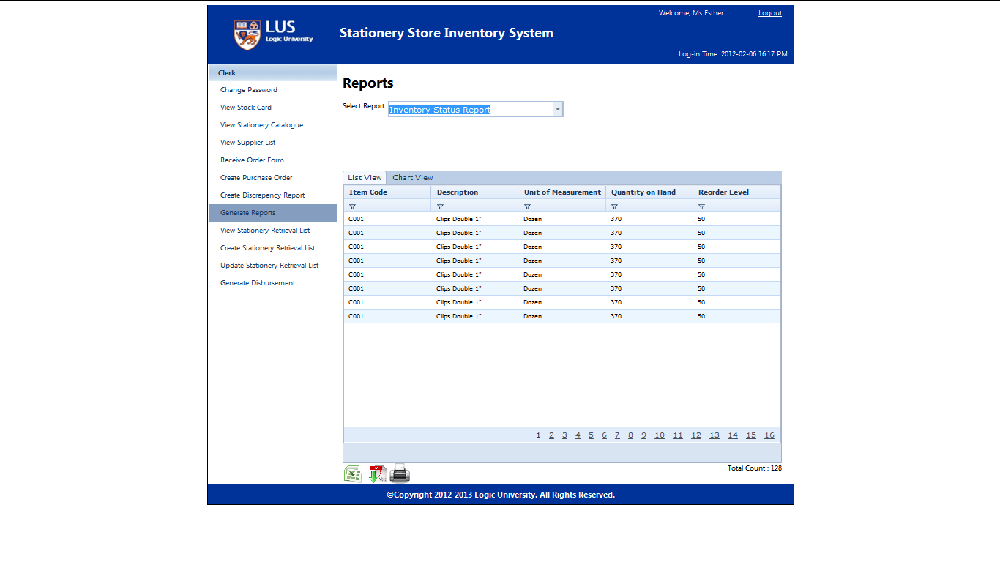 Welcome, Ms Esther Logout
LUS
Logic University
Stationery Store Inventory System
Log-in Time: 2012-02-06 16:17 PM
Clerk
Change Password
View Stock Card
View Stationery Catalogue
View Supplier List
Receive Order Form
Create Purchase Order
Create Discrepency Report
Generate Reports
View Stationery Retrieval List
Create Stationery Retrieval List
Update Stationery Retrieval List
Generate Disbursement
Reports
Select Report : Inventory Status Report
List View Chart View
Item Code Description Unit of Measurement Quantity on Hand Reorder Level
C001 Clips Double 1" Dozen 370 50
C001 Clips Double 1" Dozen 370 50
C001 Clips Double 1" Dozen 370 50
C001 Clips Double 1" Dozen 370 50
C001 Clips Double 1" Dozen 370 50
C001 Clips Double 1" Dozen 370 50
C001 Clips Double 1" Dozen 370 50
C001 Clips Double 1" Dozen 370 50
1 2 3 4 5 6 7 8 9 10 11 12 13 14 15 16
Total Count : 128
©Copyright 2012-2013 Logic University. All Rights Reserved.